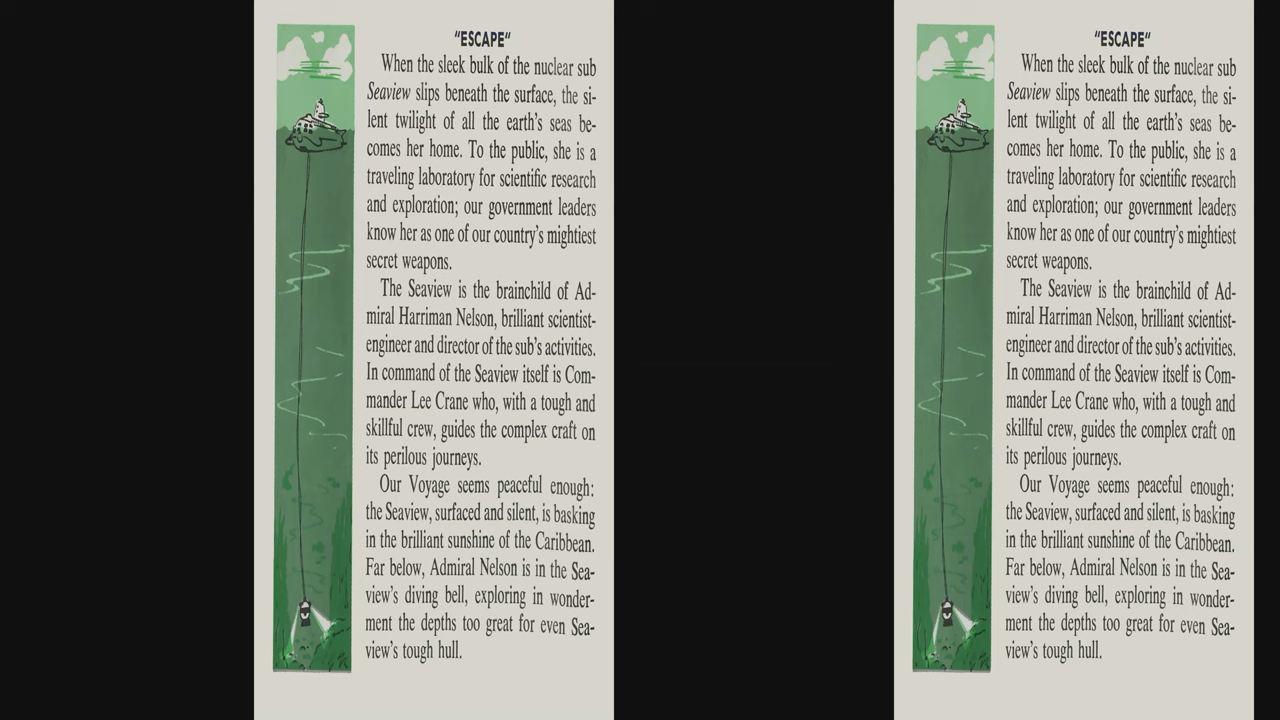 "ESCAPE"
When the sleek bulk of the nuclear sub
Seaview slips beneath the surface, the si-
lent twilight of all the earth's seas be-
comes her home. To the public, she is a
traveling laboratory for scientific research
and exploration; our government leaders
know her as one of our country's mightiest
secret weapons.
The Seaview is the brainchild of Ad-
miral Harriman Nelson, brilliant scientist-
engineer and director of the sub's activities.
In command of the Seaview itself is Com-
mander Lee Crane who, with a tough and
skillful crew, guides the complex craft on
its perilous journeys.
Our Voyage seems peaceful enough:
the Seaview, surfaced and silent, is basking
in the brilliant sunshine of the Caribbean.
Far below, Admiral Nelson is in the Sea-
view's diving bell, exploring in wonder-
ment the depths too great for even Sea-
view's tough hull.
"ESCAPE"
When the sleek bulk of the nuclear sub
Seaview slips beneath the surface, the si-
lent twilight of all the earth's seas be-
comes her home. To the public, she is a
traveling laboratory for scientific research
and exploration; our government leaders
know her as one of our country's mightiest
secret weapons.
The Seaview is the brainchild of Ad-
miral Harriman Nelson, brilliant scientist-
engineer and director of the sub's activities.
In command of the Seaview itself is Com-
mander Lee Crane who, with a tough and
skillful crew, guides the complex craft on
its perilous journeys.
Our Voyage seems peaceful enough:
the Seaview, surfaced and silent, is basking
in the brilliant sunshine of the Caribbean.
Far below, Admiral Nelson is in the Sea-
view's diving bell, exploring in wonder-
ment the depths too great for even Sea-
view's tough hull.